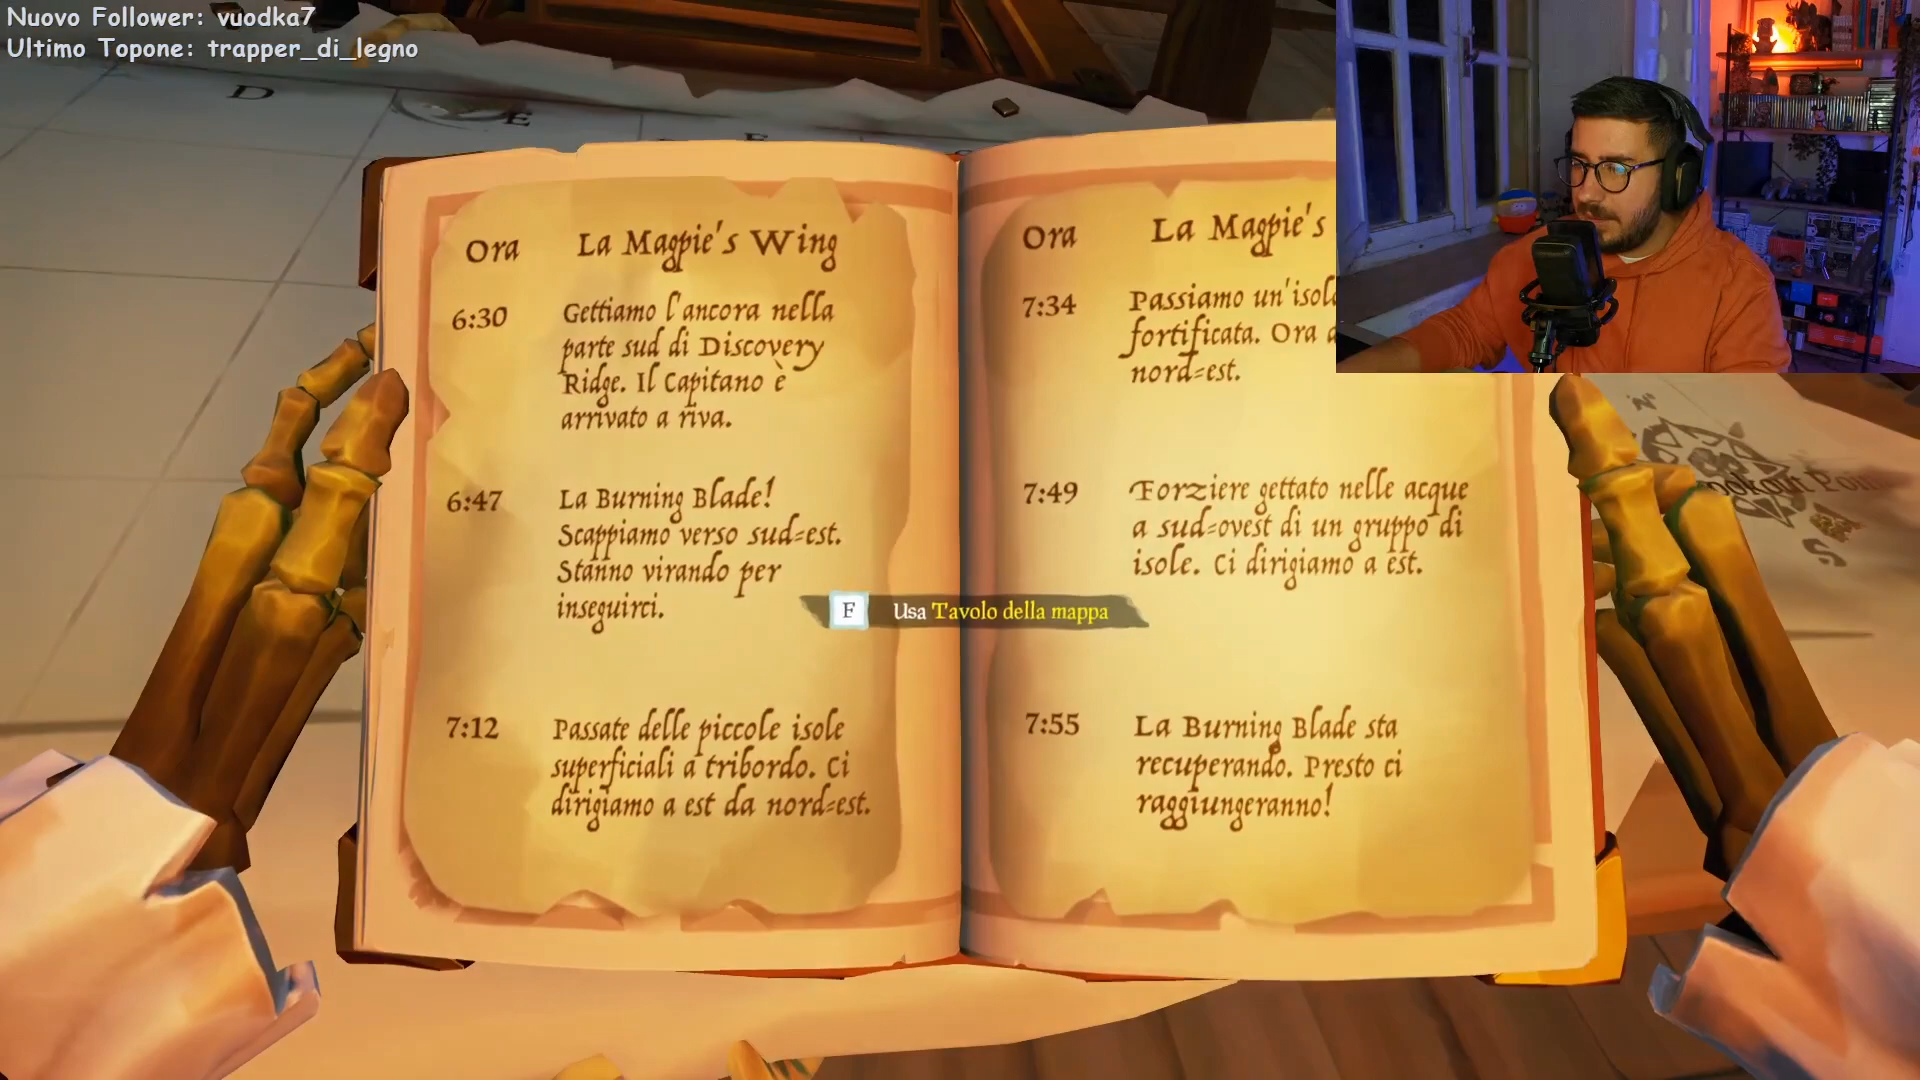 Nuovo Follower: vuodka7
Ultimo Topone: trapper_di_legno
D
E
Ora La Magpie's Wing
6:30 Gettiamo l'ancora nella
parte sud di Discovery
Ridge. Il Capitano è
arrivato a riva.
6:47 La Burning Blade!
Scappiamo verso sud-est.
Stanno virando per
inseguirci.
7:12 Passate delle piccole isole
superficiali a tribordo. Ci
dirigiamo a est da nord-est.
Ora La Magpie's
7:34 Passiamo un'isol
fortificata. Ora
nord-est.
7:49 Forziere gettato nelle acque
a sud-ovest di un gruppo di
isole. Ci dirigiamo a est.
7:55 La Burning Blade sta
recuperando. Presto ci
raggiungeranno!
F Usa Tavolo della mappa
N
S